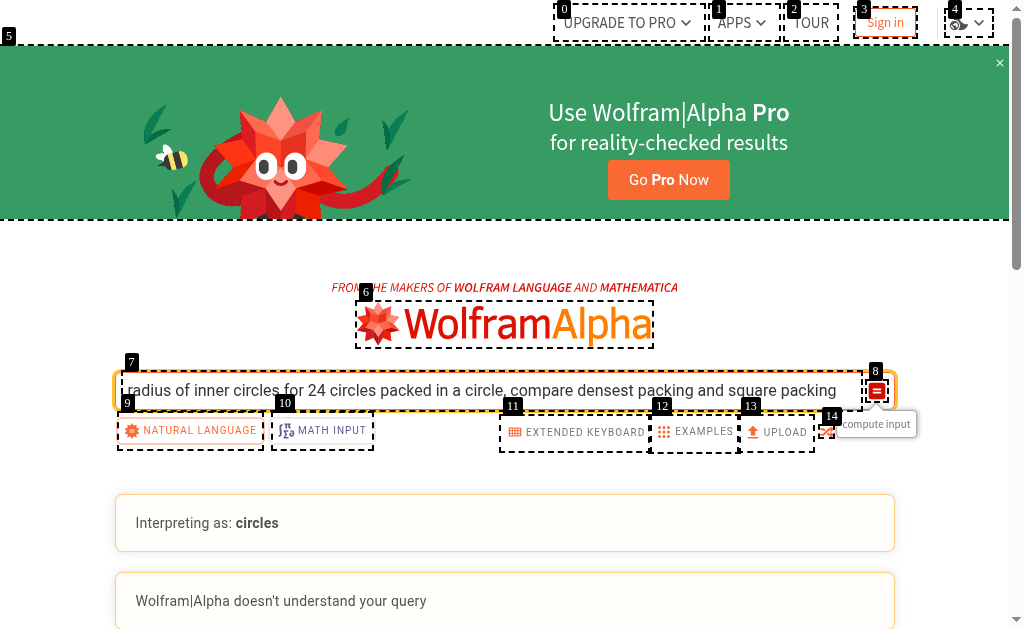 0 UPGRADE TO PRO
1 APPS
2 TOUR
3 Sign in
4
5
×
Use Wolfram|Alpha Pro
for reality-checked results
Go Pro Now
6
FROM THE MAKERS OF WOLFRAM LANGUAGE AND MATHEMATICA
WolframAlpha
7
8
radius of inner circles for 24 circles packed in a circle, compare densest packing and square packing
=
9 NATURAL LANGUAGE
10 MATH INPUT
11 EXTENDED KEYBOARD
12 EXAMPLES
13 UPLOAD
14
compute input
Interpreting as: circles
Wolfram|Alpha doesn't understand your query